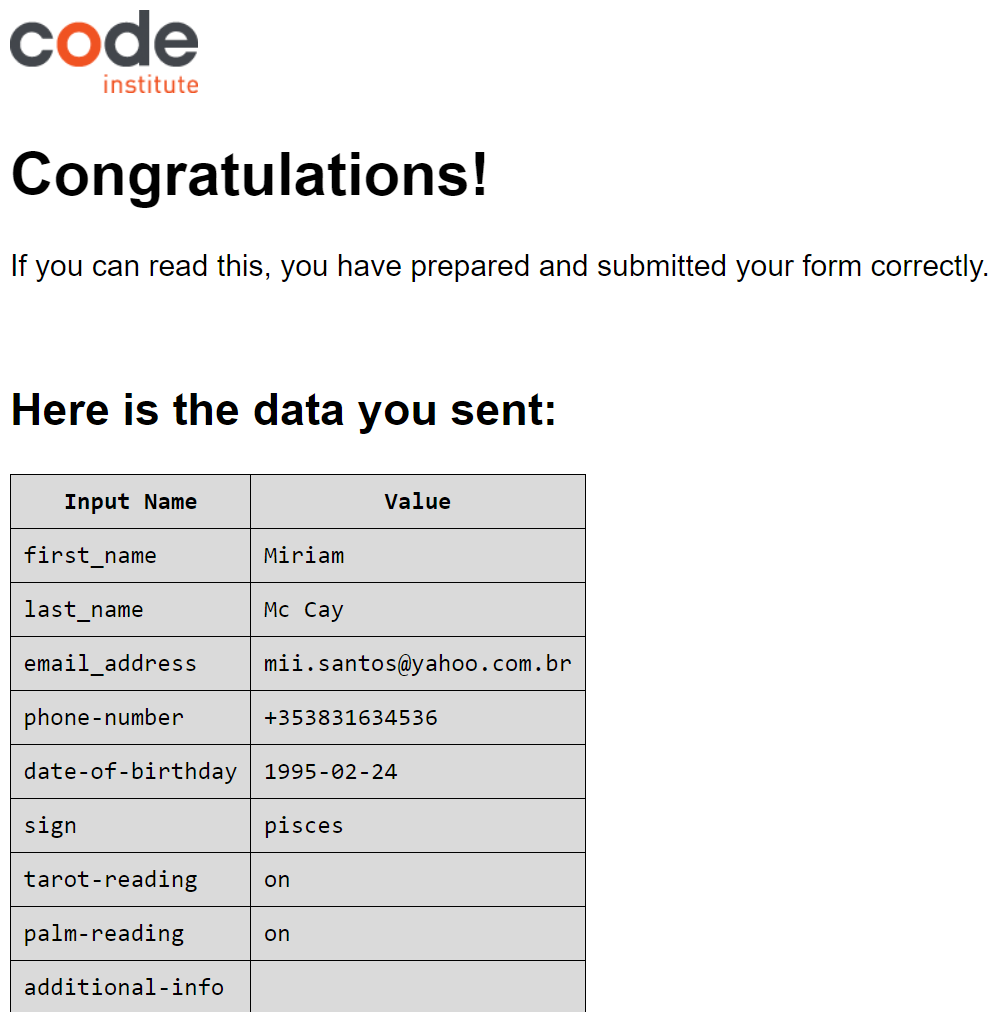 code
institute
Congratulations!
If you can read this, you have prepared and submitted your form correctly.
Here is the data you sent:
Input Name Value
first_name Miriam
last_name Mc Cay
email_address mii.santos@yahoo.com.br
phone-number +353831634536
date-of-birthday 1995-02-24
sign pisces
tarot-reading on
palm-reading on
additional-info